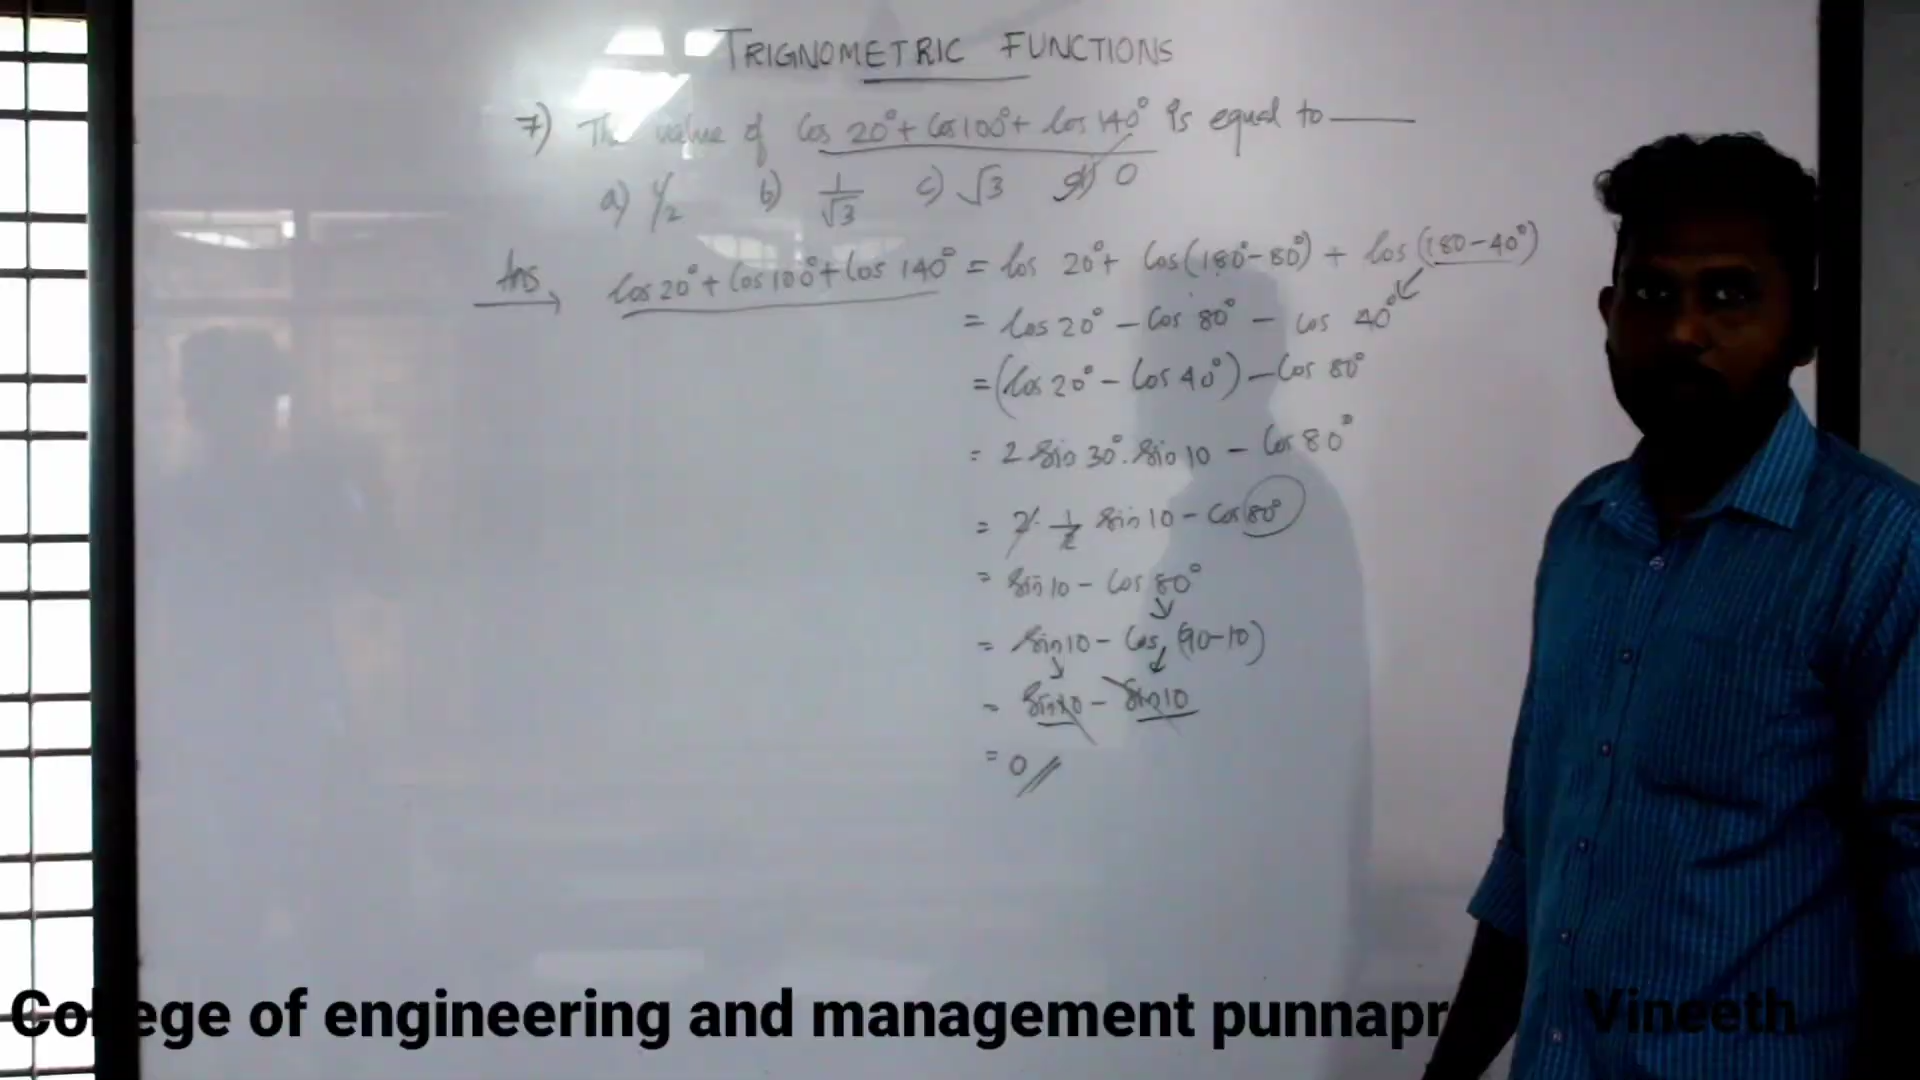 TRIGNOMETRIC FUNCTIONS
7) The value of Cos 20° + Cos 100° + Cos 140° is equal to ———
a) 1/2 b) 1/√3 c) √3 d) 0
Ans → Cos 20° + Cos 100° + Cos 140° = Cos 20° + Cos (180° - 80°) + Cos (180 - 40°)
= Cos 20° - Cos 80° - Cos 40°
= (Cos 20° - Cos 40°) - Cos 80°
= 2 Sin 30° . Sin 10 - Cos 80°
= 2 . 1/2 Sin 10 - Cos 80°
= Sin 10 - Cos 80°
= Sin 10 - Cos (90 - 10)
= Sin 10 - Sin 10
= 0 //
College of engineering and management punnapr Vineeth